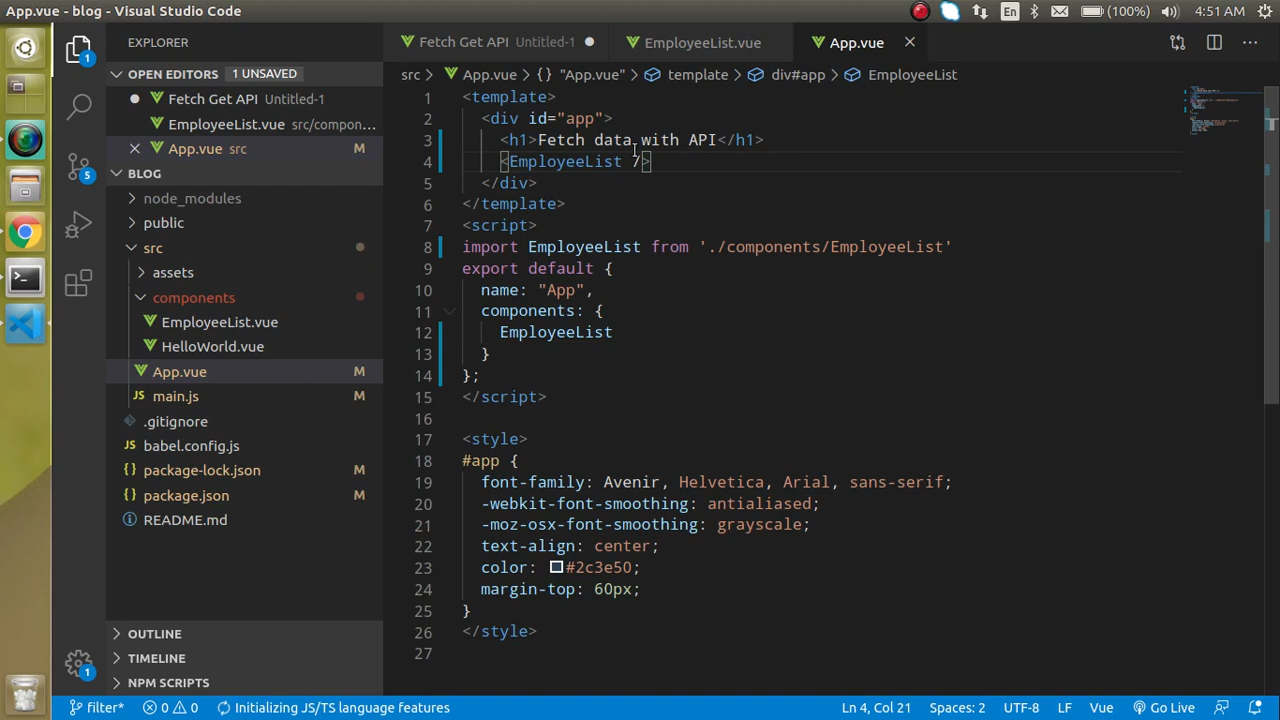 App.vue - blog - Visual Studio Code
En
(100%)
4:51 AM
EXPLORER
OPEN EDITORS 1 UNSAVED
Fetch Get API Untitled-1
EmployeeList.vue src/compon...
App.vue src M
BLOG
node_modules
public
src
assets
components
EmployeeList.vue
HelloWorld.vue
App.vue M
main.js M
.gitignore
babel.config.js
package-lock.json M
package.json M
README.md
OUTLINE
TIMELINE
NPM SCRIPTS
Fetch Get API Untitled-1
EmployeeList.vue
App.vue
src > App.vue > {} "App.vue" > template > div#app > EmployeeList
1 <template>
2 <div id="app">
3 <h1>Fetch data with API</h1>
4 <EmployeeList />
5 </div>
6 </template>
7 <script>
8 import EmployeeList from './components/EmployeeList'
9 export default {
10 name: "App",
11 components: {
12 EmployeeList
13 }
14 };
15 </script>
16
17 <style>
18 #app {
19 font-family: Avenir, Helvetica, Arial, sans-serif;
20 -webkit-font-smoothing: antialiased;
21 -moz-osx-font-smoothing: grayscale;
22 text-align: center;
23 color: #2c3e50;
24 margin-top: 60px;
25 }
26 </style>
27
1
5
1
filter*
0 0
Initializing JS/TS language features
Ln 4, Col 21
Spaces: 2
UTF-8
LF
Vue
Go Live